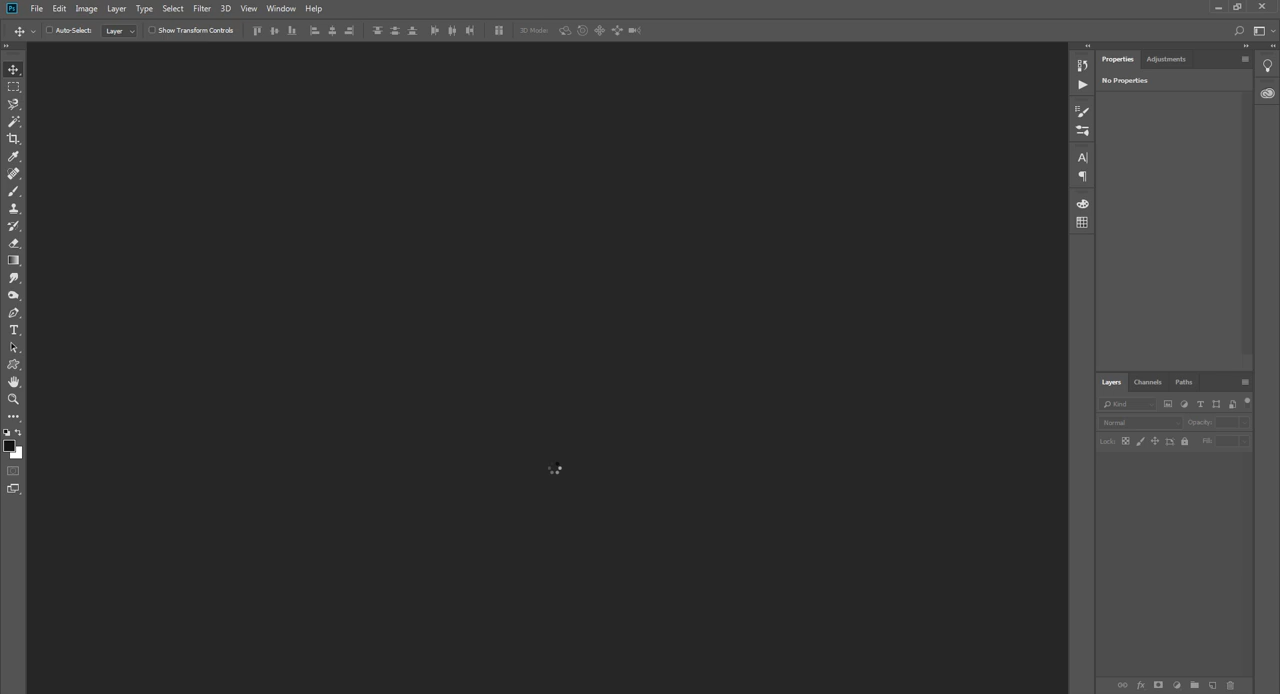 Ps File Edit Image Layer Type Select Filter 3D View Window Help
Auto-Select: Layer Show Transform Controls 3D Mode:
Properties Adjustments
No Properties
Layers Channels Paths
Kind
Normal Opacity:
Lock: Fill: